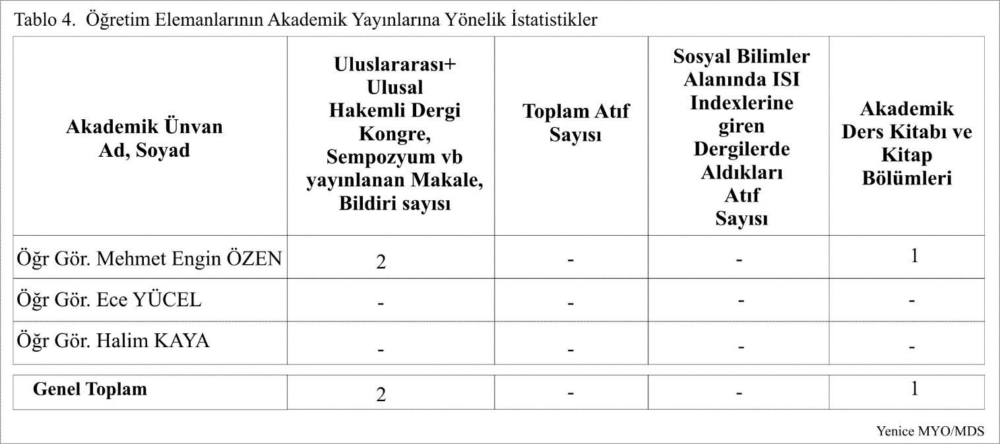 Tablo 4. Öğretim Elemanlarının Akademik Yayınlarına Yönelik İstatistikler
Akademik Ünvan
Ad, Soyad
Uluslararası+
Ulusal
Hakemli Dergi
Kongre,
Sempozyum vb
yayınlanan Makale,
Bildiri sayısı
Toplam Atıf
Sayısı
Sosyal Bilimler
Alanında ISI
Indexlerine
giren
Dergilerde
Aldıkları
Atıf
Sayısı
Akademik
Ders Kitabı ve
Kitap
Bölümleri
Öğr Gör. Mehmet Engin ÖZEN 2 - - 1
Öğr Gör. Ece YÜCEL - - - -
Öğr Gör. Halim KAYA - - - -
Genel Toplam 2 - - 1
Yenice MYO/MDS